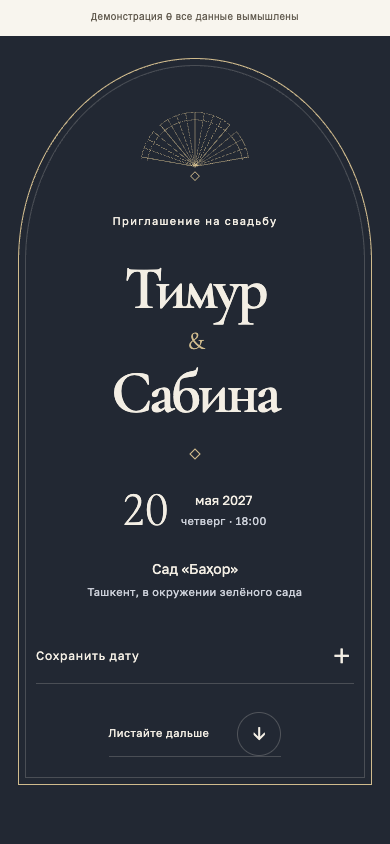 Демонстрация θ все данные вымышлены
Приглашение на свадьбу
Тимур
&
Сабина
20
мая 2027
четверг · 18:00
Сад «Баҳор»
Ташкент, в окружении зелёного сада
Сохранить дату +
Листайте дальше ↓